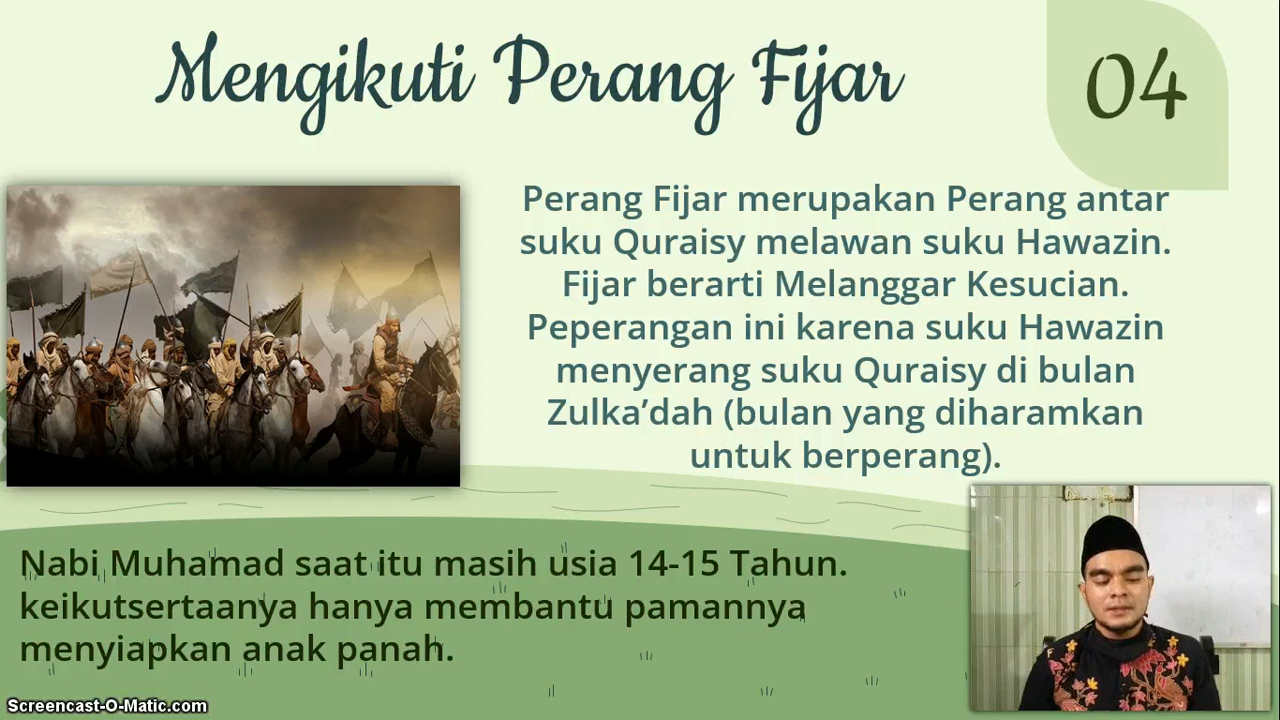 Mengikuti Perang Fijar
04
Perang Fijar merupakan Perang antar
suku Quraisy melawan suku Hawazin.
Fijar berarti Melanggar Kesucian.
Peperangan ini karena suku Hawazin
menyerang suku Quraisy di bulan
Zulka’dah (bulan yang diharamkan
untuk berperang).
Nabi Muhamad saat itu masih usia 14-15 Tahun.
keikutsertaanya hanya membantu pamannya
menyiapkan anak panah.
Screencast-O-Matic.com